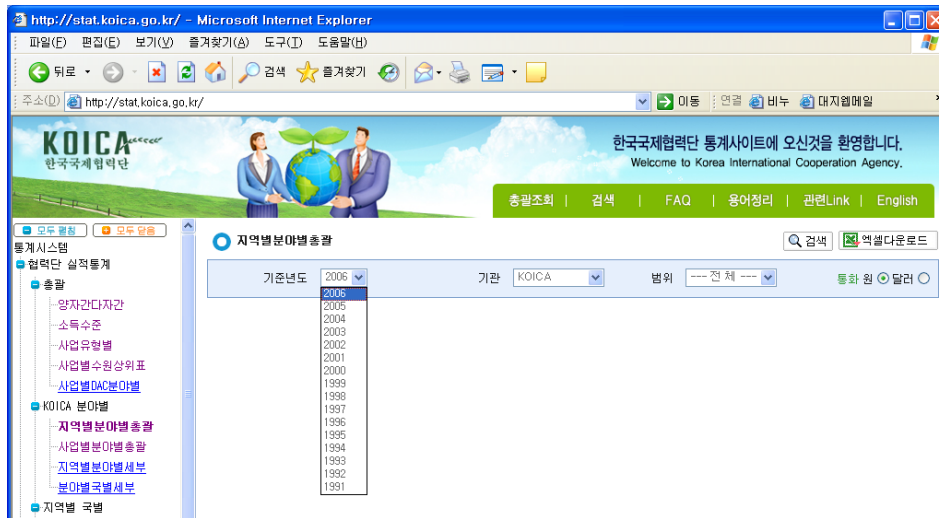 http://stat.koica.go.kr/ - Microsoft Internet Explorer
파일(F) 편집(E) 보기(V) 즐겨찾기(A) 도구(T) 도움말(H)
뒤로 검색 즐겨찾기
주소(D) http://stat.koica.go.kr/ 이동 연결 비누 대지웹메일
KOICA
한국국제협력단
한국국제협력단 통계사이트에 오신것을 환영합니다.
Welcome to Korea International Cooperation Agency.
총괄조회 | 검색 | FAQ | 용어정리 | 관련Link | English
모두 펼침 모두 닫음
통계시스템
협력단 실적통계
총괄
양자간다자간
소득수준
사업유형별
사업별수원상위표
사업별DAC분야별
KOICA 분야별
지역별분야별총괄
사업별분야별총괄
지역별분야별세부
분야별국별세부
지역별 국별
지역별분야별총괄
검색 엑셀다운로드
기준년도 2006 기관 KOICA 범위 ---전체--- 통화 원 달러
2006
2005
2004
2003
2002
2001
2000
1999
1998
1997
1996
1995
1994
1993
1992
1991